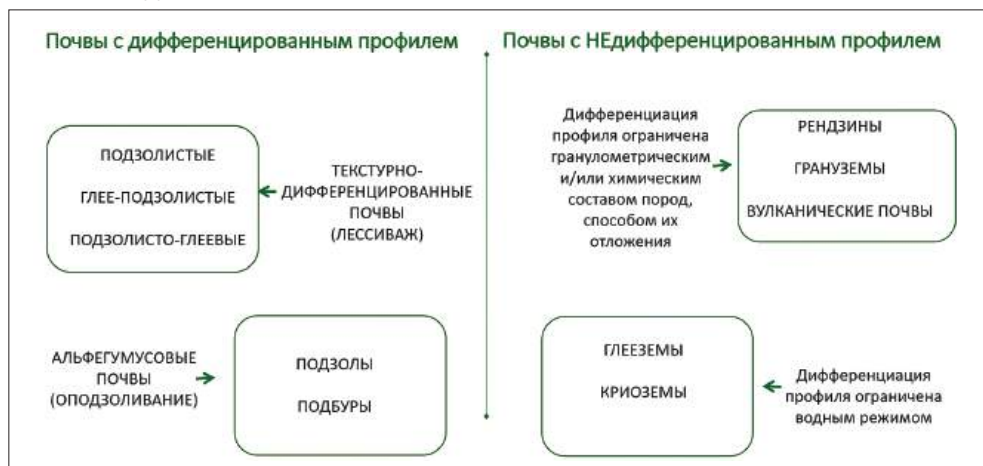 Почвы с дифференцированным профилем
Почвы с НЕдифференцированным профилем
ПОДЗОЛИСТЫЕ
ГЛЕЕ-ПОДЗОЛИСТЫЕ
ПОДЗОЛИСТО-ГЛЕЕВЫЕ
ТЕКСТУРНО-
ДИФФЕРЕНЦИРОВАННЫЕ
ПОЧВЫ
(ЛЕССИВАЖ)
АЛЬФЕГУМУСОВЫЕ
ПОЧВЫ
(ОПОДЗОЛИВАНИЕ)
ПОДЗОЛЫ
ПОДБУРЫ
Дифференциация
профиля ограничена
гранулометрическим
и/или химическим
составом пород,
способом их
отложения
РЕНДЗИНЫ
ГРАНУЗЕМЫ
ВУЛКАНИЧЕСКИЕ ПОЧВЫ
ГЛЕЕЗЕМЫ
КРИОЗЕМЫ
Дифференциация
профиля ограничена
водным режимом